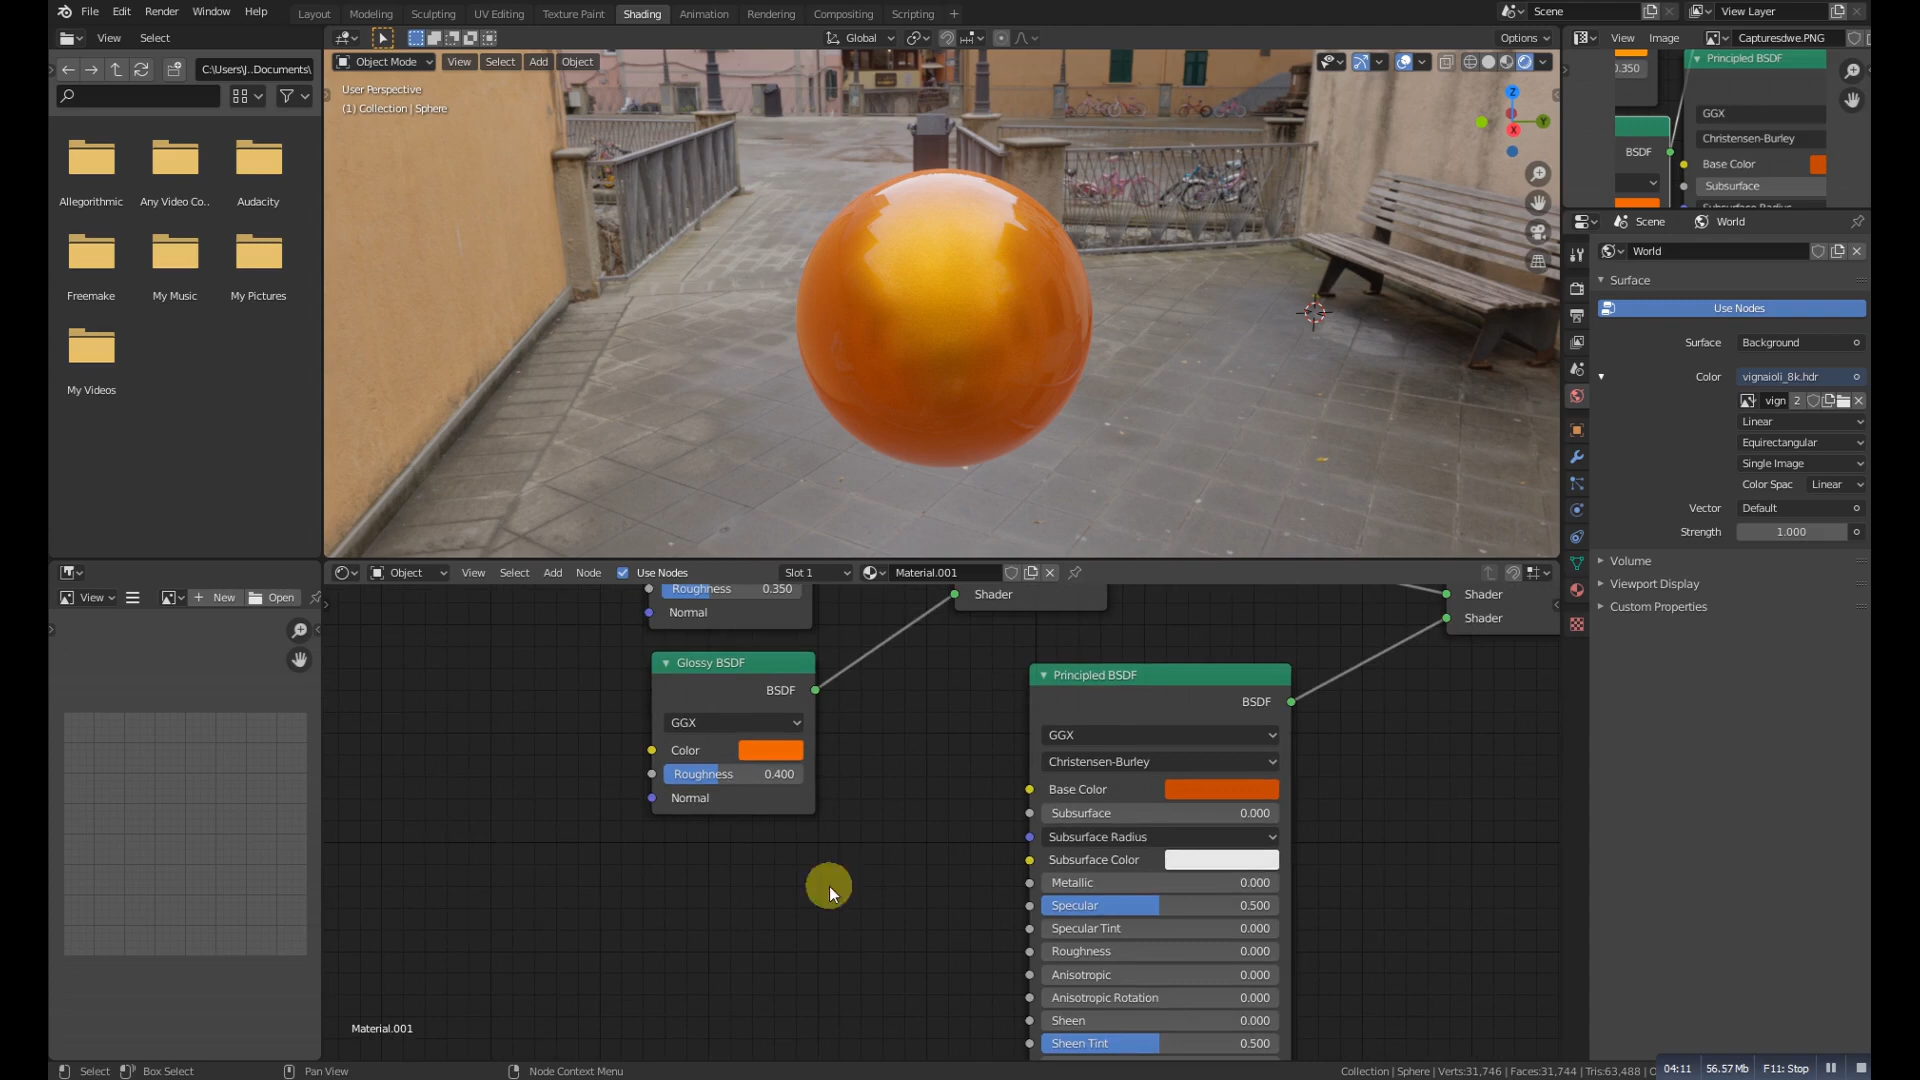 File Edit Render Window Help
Layout Modeling Sculpting UV Editing Texture Paint Shading Animation Rendering Compositing Scripting +
Scene
View Layer
View Select
Global
Options
View Image
Capturesdwe.PNG
C:\Users\J..Documents\
Object Mode View Select Add Object
User Perspective
(1) Collection | Sphere
Z
Y
X
0.350
Principled BSDF
GGX
Christensen-Burley
BSDF
Base Color
Subsurface
Allegorithmic Any Video Co.. Audacity
Freemake My Music My Pictures
My Videos
Scene World
World
Surface
Use Nodes
Surface Background
Color vignaioli_8k.hdr
vign 2
Linear
Equirectangular
Single Image
Color Spac Linear
Vector Default
Strength 1.000
Volume
Viewport Display
Custom Properties
Object View Select Add Node Use Nodes Slot 1 Material.001
View + New Open
Roughness 0.350
Normal
Shader
Shader
Shader
Glossy BSDF
BSDF
GGX
Color
Roughness 0.400
Normal
Principled BSDF
BSDF
GGX
Christensen-Burley
Base Color
Subsurface 0.000
Subsurface Radius
Subsurface Color
Metallic 0.000
Specular 0.500
Specular Tint 0.000
Roughness 0.000
Anisotropic 0.000
Anisotropic Rotation 0.000
Sheen 0.000
Sheen Tint 0.500
Material.001
Select Box Select Pan View Node Context Menu
Collection | Sphere | Verts:31,746 | Faces:31,744 | Tris:63,488 |
04:11 56.57 Mb F11: Stop